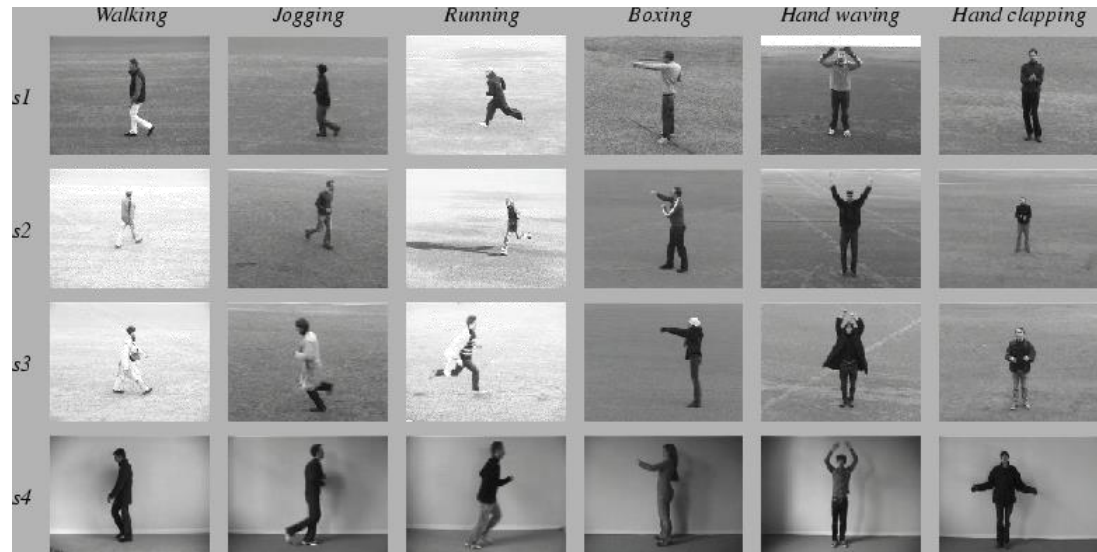 Walking Jogging Running Boxing Hand waving Hand clapping
s1
s2
s3
s4